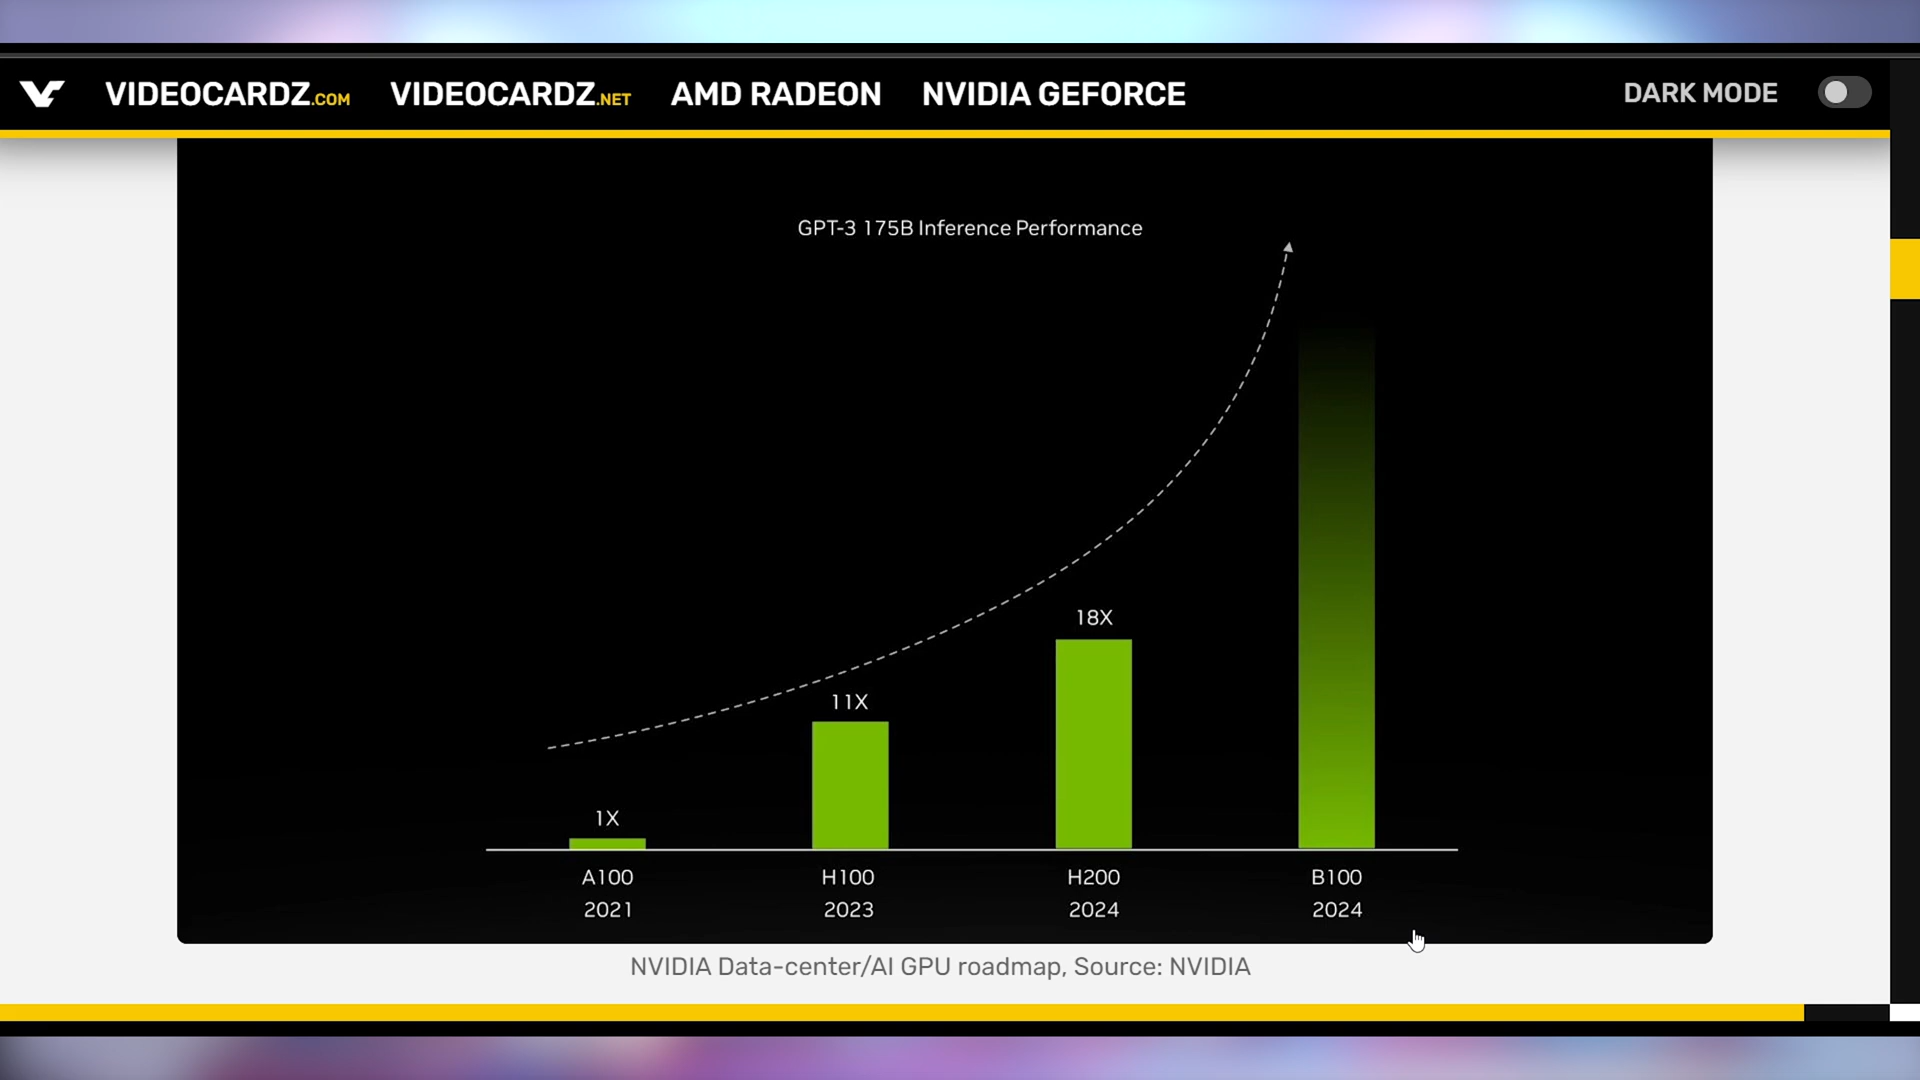 VIDEOCARDZ.COM VIDEOCARDZ.NET AMD RADEON NVIDIA GEFORCE DARK MODE
GPT-3 175B Inference Performance
18X
11X
1X
A100 H100 H200 B100
2021 2023 2024 2024
NVIDIA Data-center/AI GPU roadmap, Source: NVIDIA